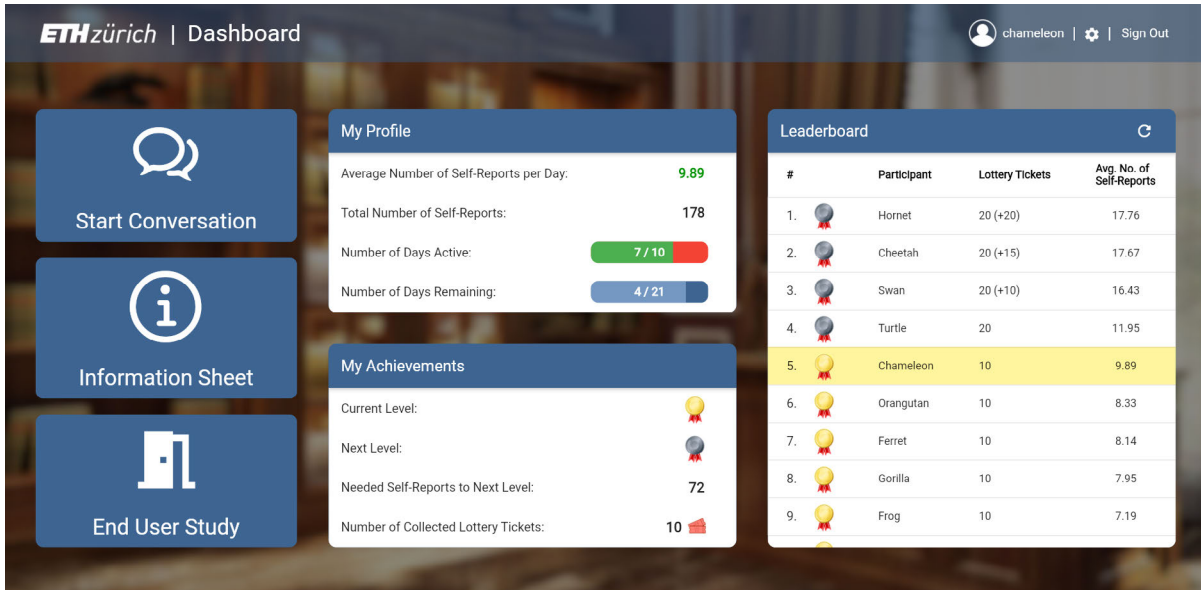 ETH zürich | Dashboard
chameleon | | Sign Out
Start Conversation
Information Sheet
End User Study
My Profile
Average Number of Self-Reports per Day: 9.89
Total Number of Self-Reports: 178
Number of Days Active: 7 / 10
Number of Days Remaining: 4 / 21
My Achievements
Current Level:
Next Level:
Needed Self-Reports to Next Level: 72
Number of Collected Lottery Tickets: 10
Leaderboard
# Participant Lottery Tickets Avg. No. of
Self-Reports
1. Hornet 20 (+20) 17.76
2. Cheetah 20 (+15) 17.67
3. Swan 20 (+10) 16.43
4. Turtle 20 11.95
5. Chameleon 10 9.89
6. Orangutan 10 8.33
7. Ferret 10 8.14
8. Gorilla 10 7.95
9. Frog 10 7.19